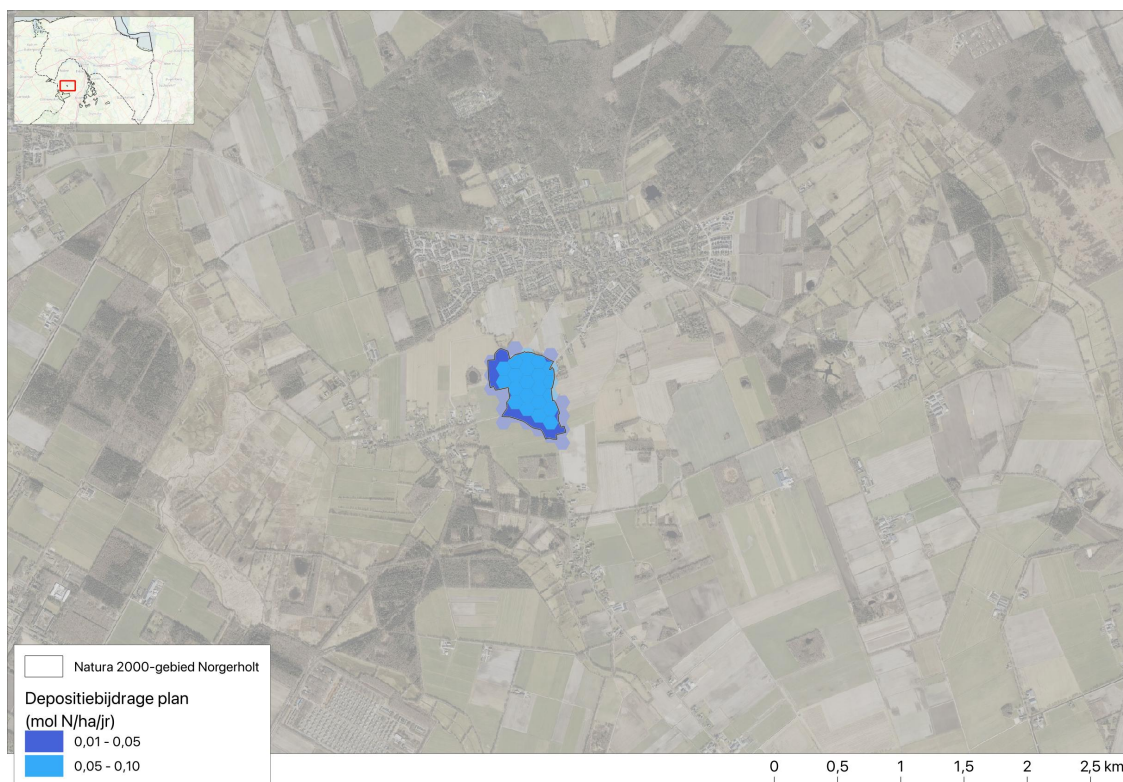 Natura 2000-gebied Norgerholt
Depositiebijdrage plan
(mol N/ha/jr)
0,01 - 0,05
0,05 - 0,10
0 0,5 1 1,5 2 2,5 km